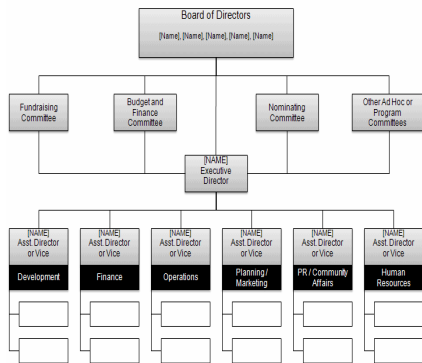 Board of Directors
[Name], [Name], [Name], [Name], [Name]
Fundraising
Committee
Budget and
Finance
Committee
Nominating
Committee
Other Ad Hoc or
Program
Committees
[NAME]
Executive
Director
[NAME]
Asst. Director
or Vice
Development
[NAME]
Asst. Director
or Vice
Finance
[NAME]
Asst. Director
or Vice
Operations
[NAME]
Asst. Director
or Vice
Planning /
Marketing
[NAME]
Asst. Director
or Vice
PR / Community
Affairs
[NAME]
Asst. Director
or Vice
Human
Resources